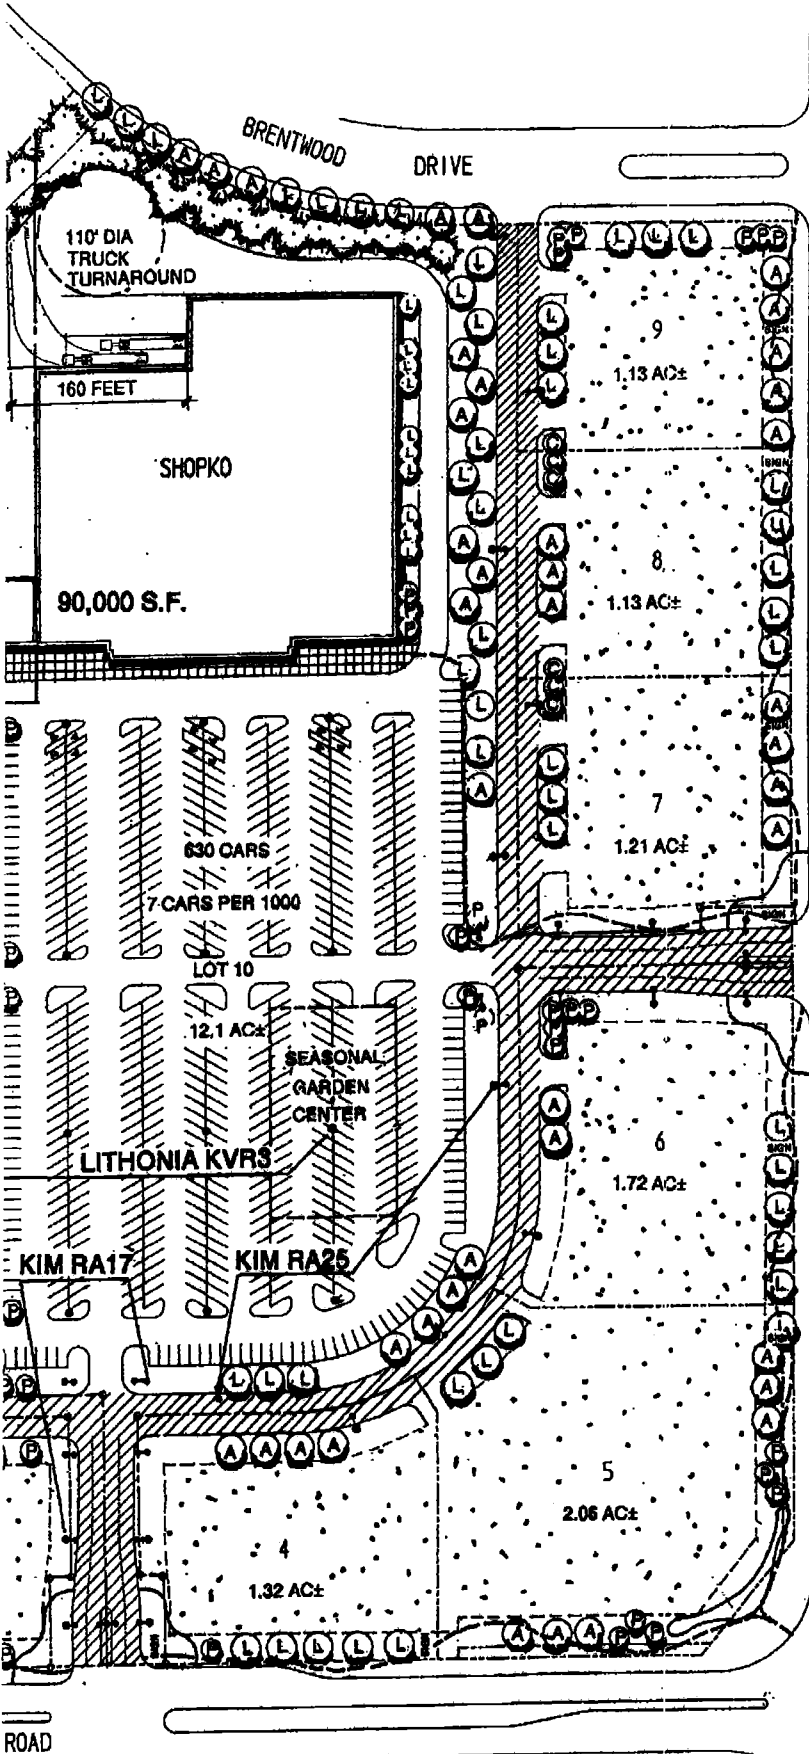 BRENTWOOD DRIVE
110' DIA
TRUCK
TURNAROUND
160 FEET
SHOPKO
90,000 S.F.
9
1.13 AC±
8
1.13 AC±
7
1.21 AC±
630 CARS
7 CARS PER 1000
LOT 10
12.1 AC±
SEASONAL
GARDEN
CENTER
LITHONIA KVR3
6
1.72 AC±
KIM RA17
KIM RA25
5
2.06 AC±
4
1.32 AC±
SIGN
ROAD